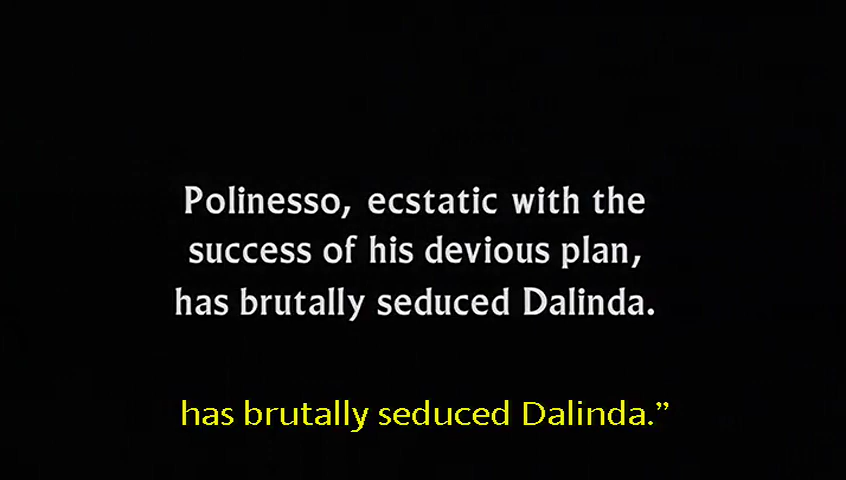 Polinesso, ecstatic with the
success of his devious plan,
has brutally seduced Dalinda.
has brutally seduced Dalinda.”